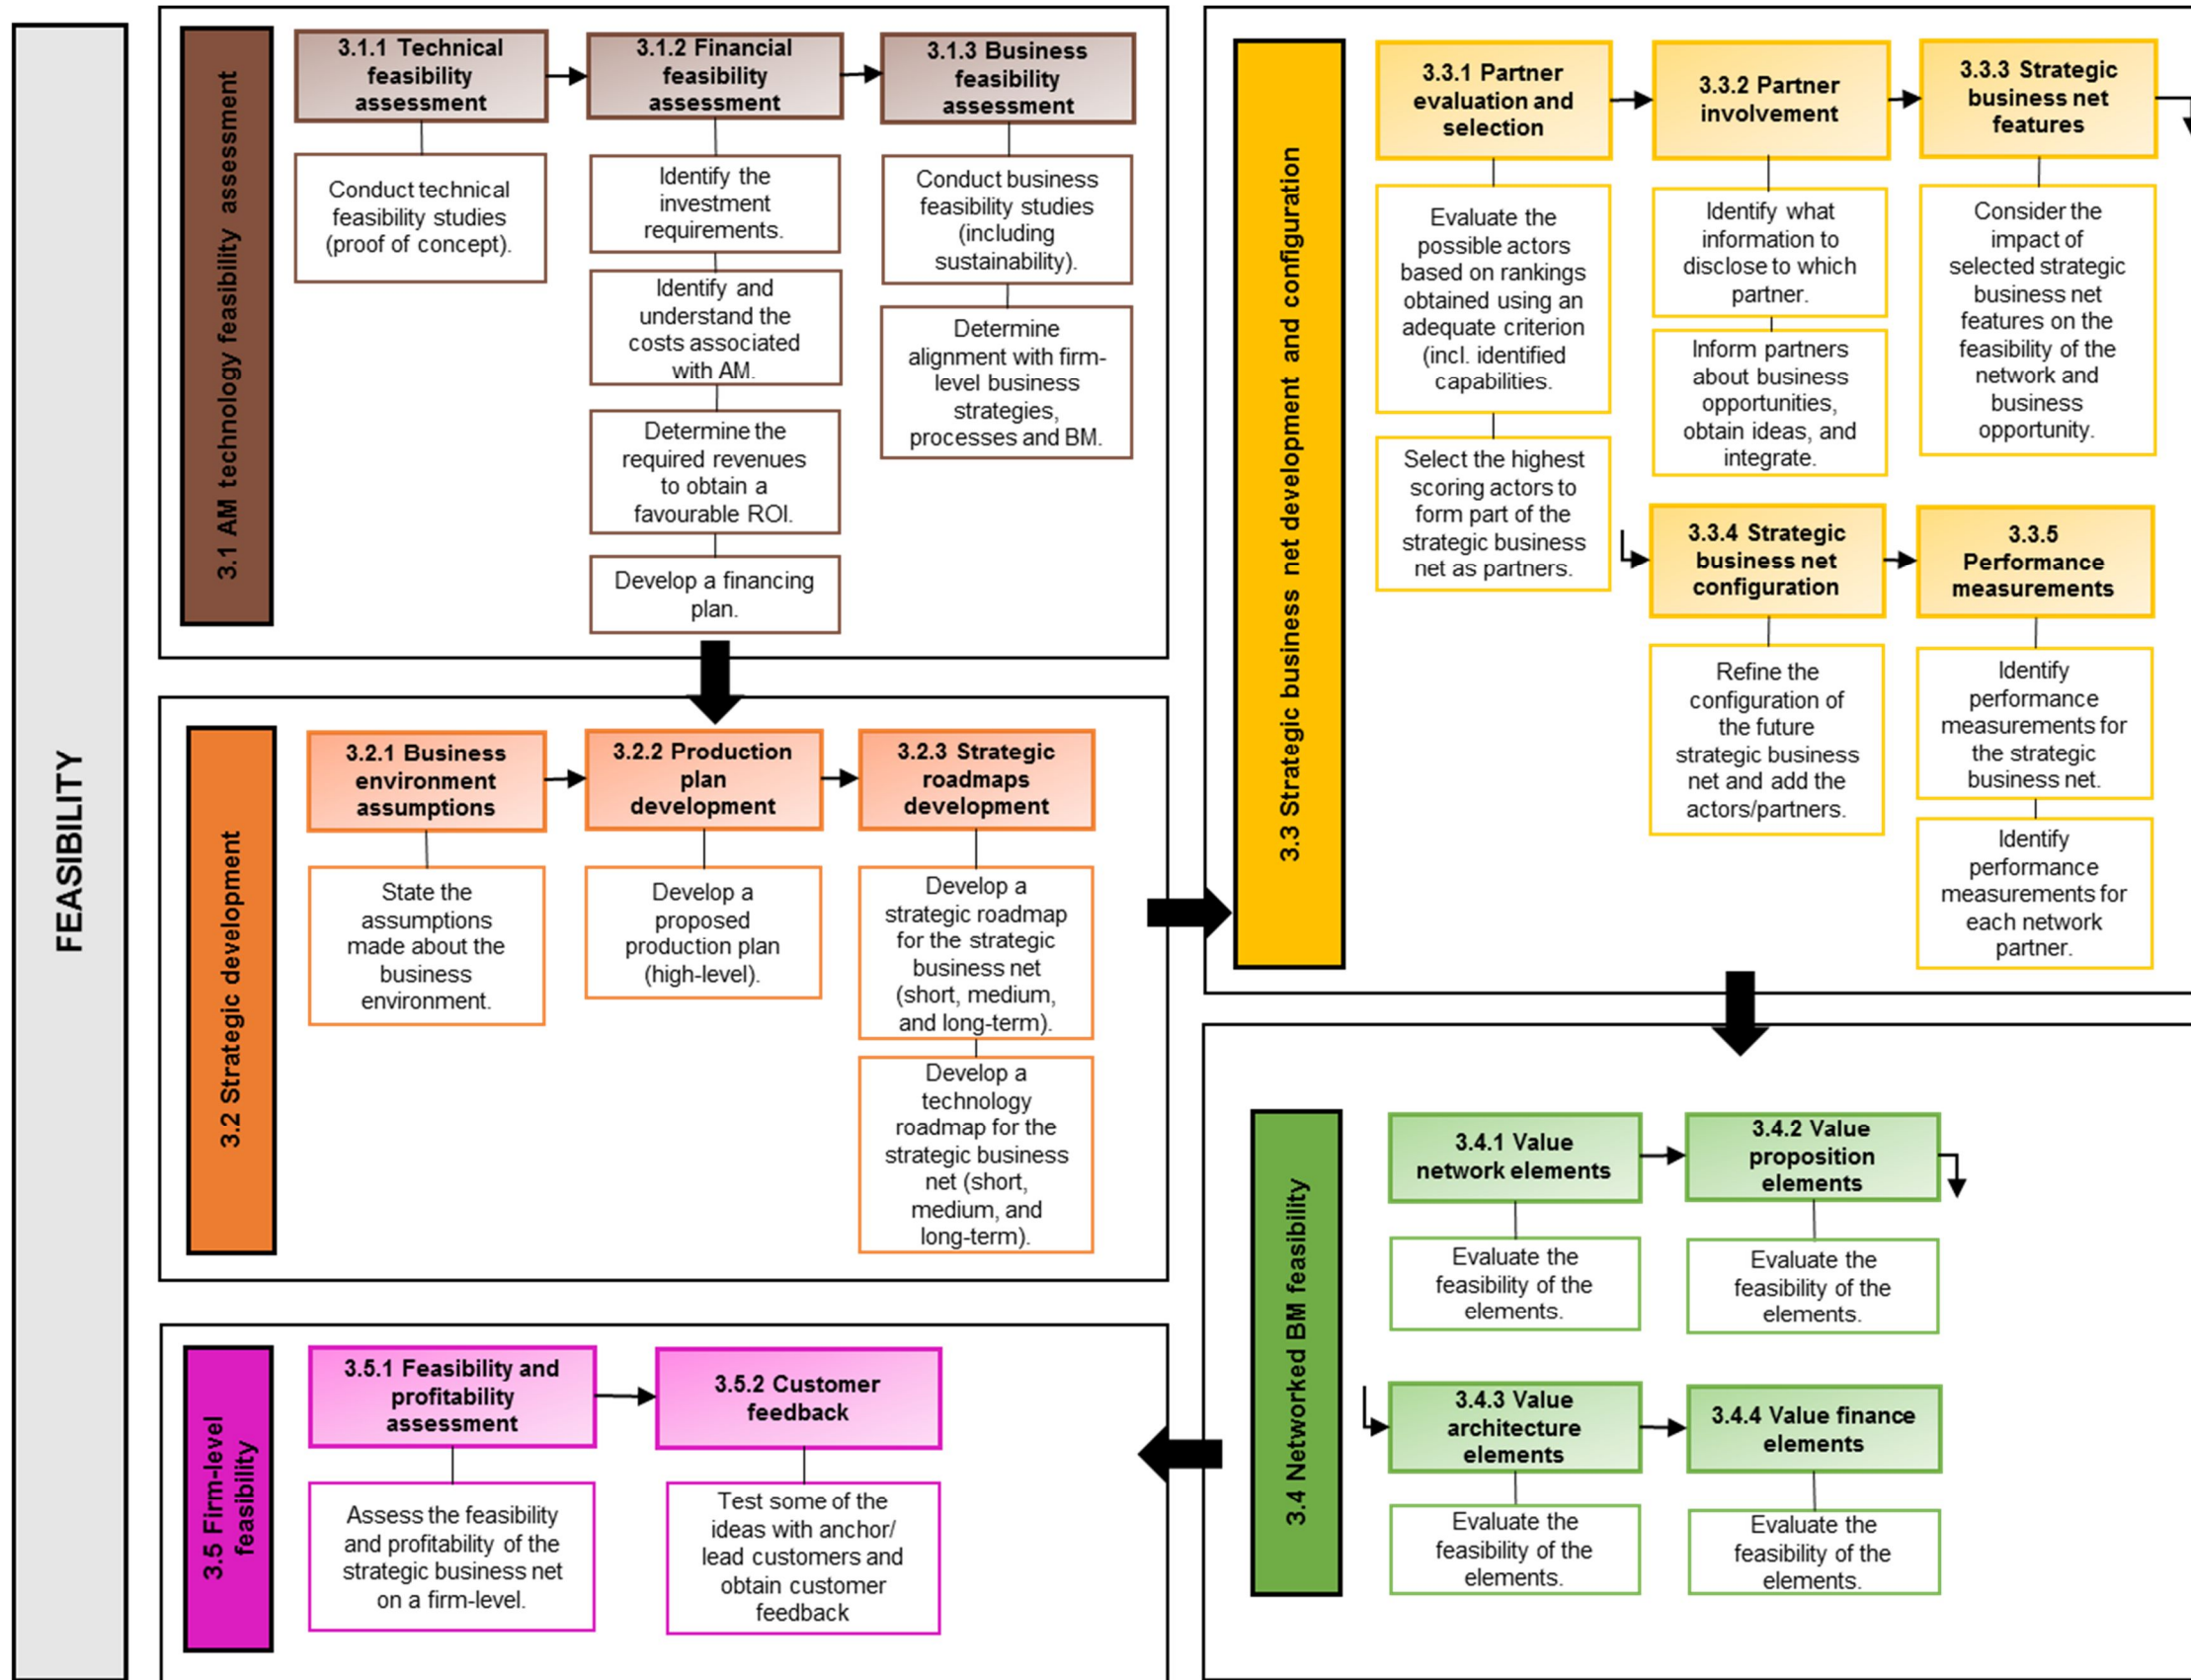 FEASIBILITY
3.1 AM technology feasibility assessment
3.1.1 Technical
feasibility
assessment
Conduct technical
feasibility studies
(proof of concept).
3.1.2 Financial
feasibility
assessment
Identify the
investment
requirements.
Identify and
understand the
costs associated
with AM.
Determine the
required revenues
to obtain a
favourable ROI.
Develop a financing
plan.
3.1.3 Business
feasibility
assessment
Conduct business
feasibility studies
(including
sustainability).
Determine
alignment with firm-
level business
strategies,
processes and BM.
3.2 Strategic development
3.2.1 Business
environment
assumptions
State the
assumptions
made about the
business
environment.
3.2.2 Production
plan
development
Develop a
proposed
production plan
(high-level).
3.2.3 Strategic
roadmaps
development
Develop a
strategic roadmap
for the strategic
business net
(short, medium,
and long-term).
Develop a
technology
roadmap for the
strategic business
net (short,
medium, and
long-term).
3.3 Strategic business net development and configuration
3.3.1 Partner
evaluation and
selection
Evaluate the
possible actors
based on rankings
obtained using an
adequate criterion
(incl. identified
capabilities.
Select the highest
scoring actors to
form part of the
strategic business
net as partners.
3.3.2 Partner
involvement
Identify what
information to
disclose to which
partner.
Inform partners
about business
opportunities,
obtain ideas, and
integrate.
3.3.3 Strategic
business net
features
Consider the
impact of
selected strategic
business net
features on the
feasibility of the
network and
business
opportunity.
3.3.4 Strategic
business net
configuration
Refine the
configuration of
the future
strategic business
net and add the
actors/partners.
3.3.5
Performance
measurements
Identify
performance
measurements for
the strategic
business net.
Identify
performance
measurements for
each network
partner.
3.4 Networked BM feasibility
3.4.1 Value
network elements
Evaluate the
feasibility of the
elements.
3.4.2 Value
proposition
elements
Evaluate the
feasibility of the
elements.
3.4.3 Value
architecture
elements
Evaluate the
feasibility of the
elements.
3.4.4 Value finance
elements
Evaluate the
feasibility of the
elements.
3.5 Firm-level
feasibility
3.5.1 Feasibility and
profitability
assessment
Assess the feasibility
and profitability of the
strategic business net
on a firm-level.
3.5.2 Customer
feedback
Test some of the
ideas with anchor/
lead customers and
obtain customer
feedback